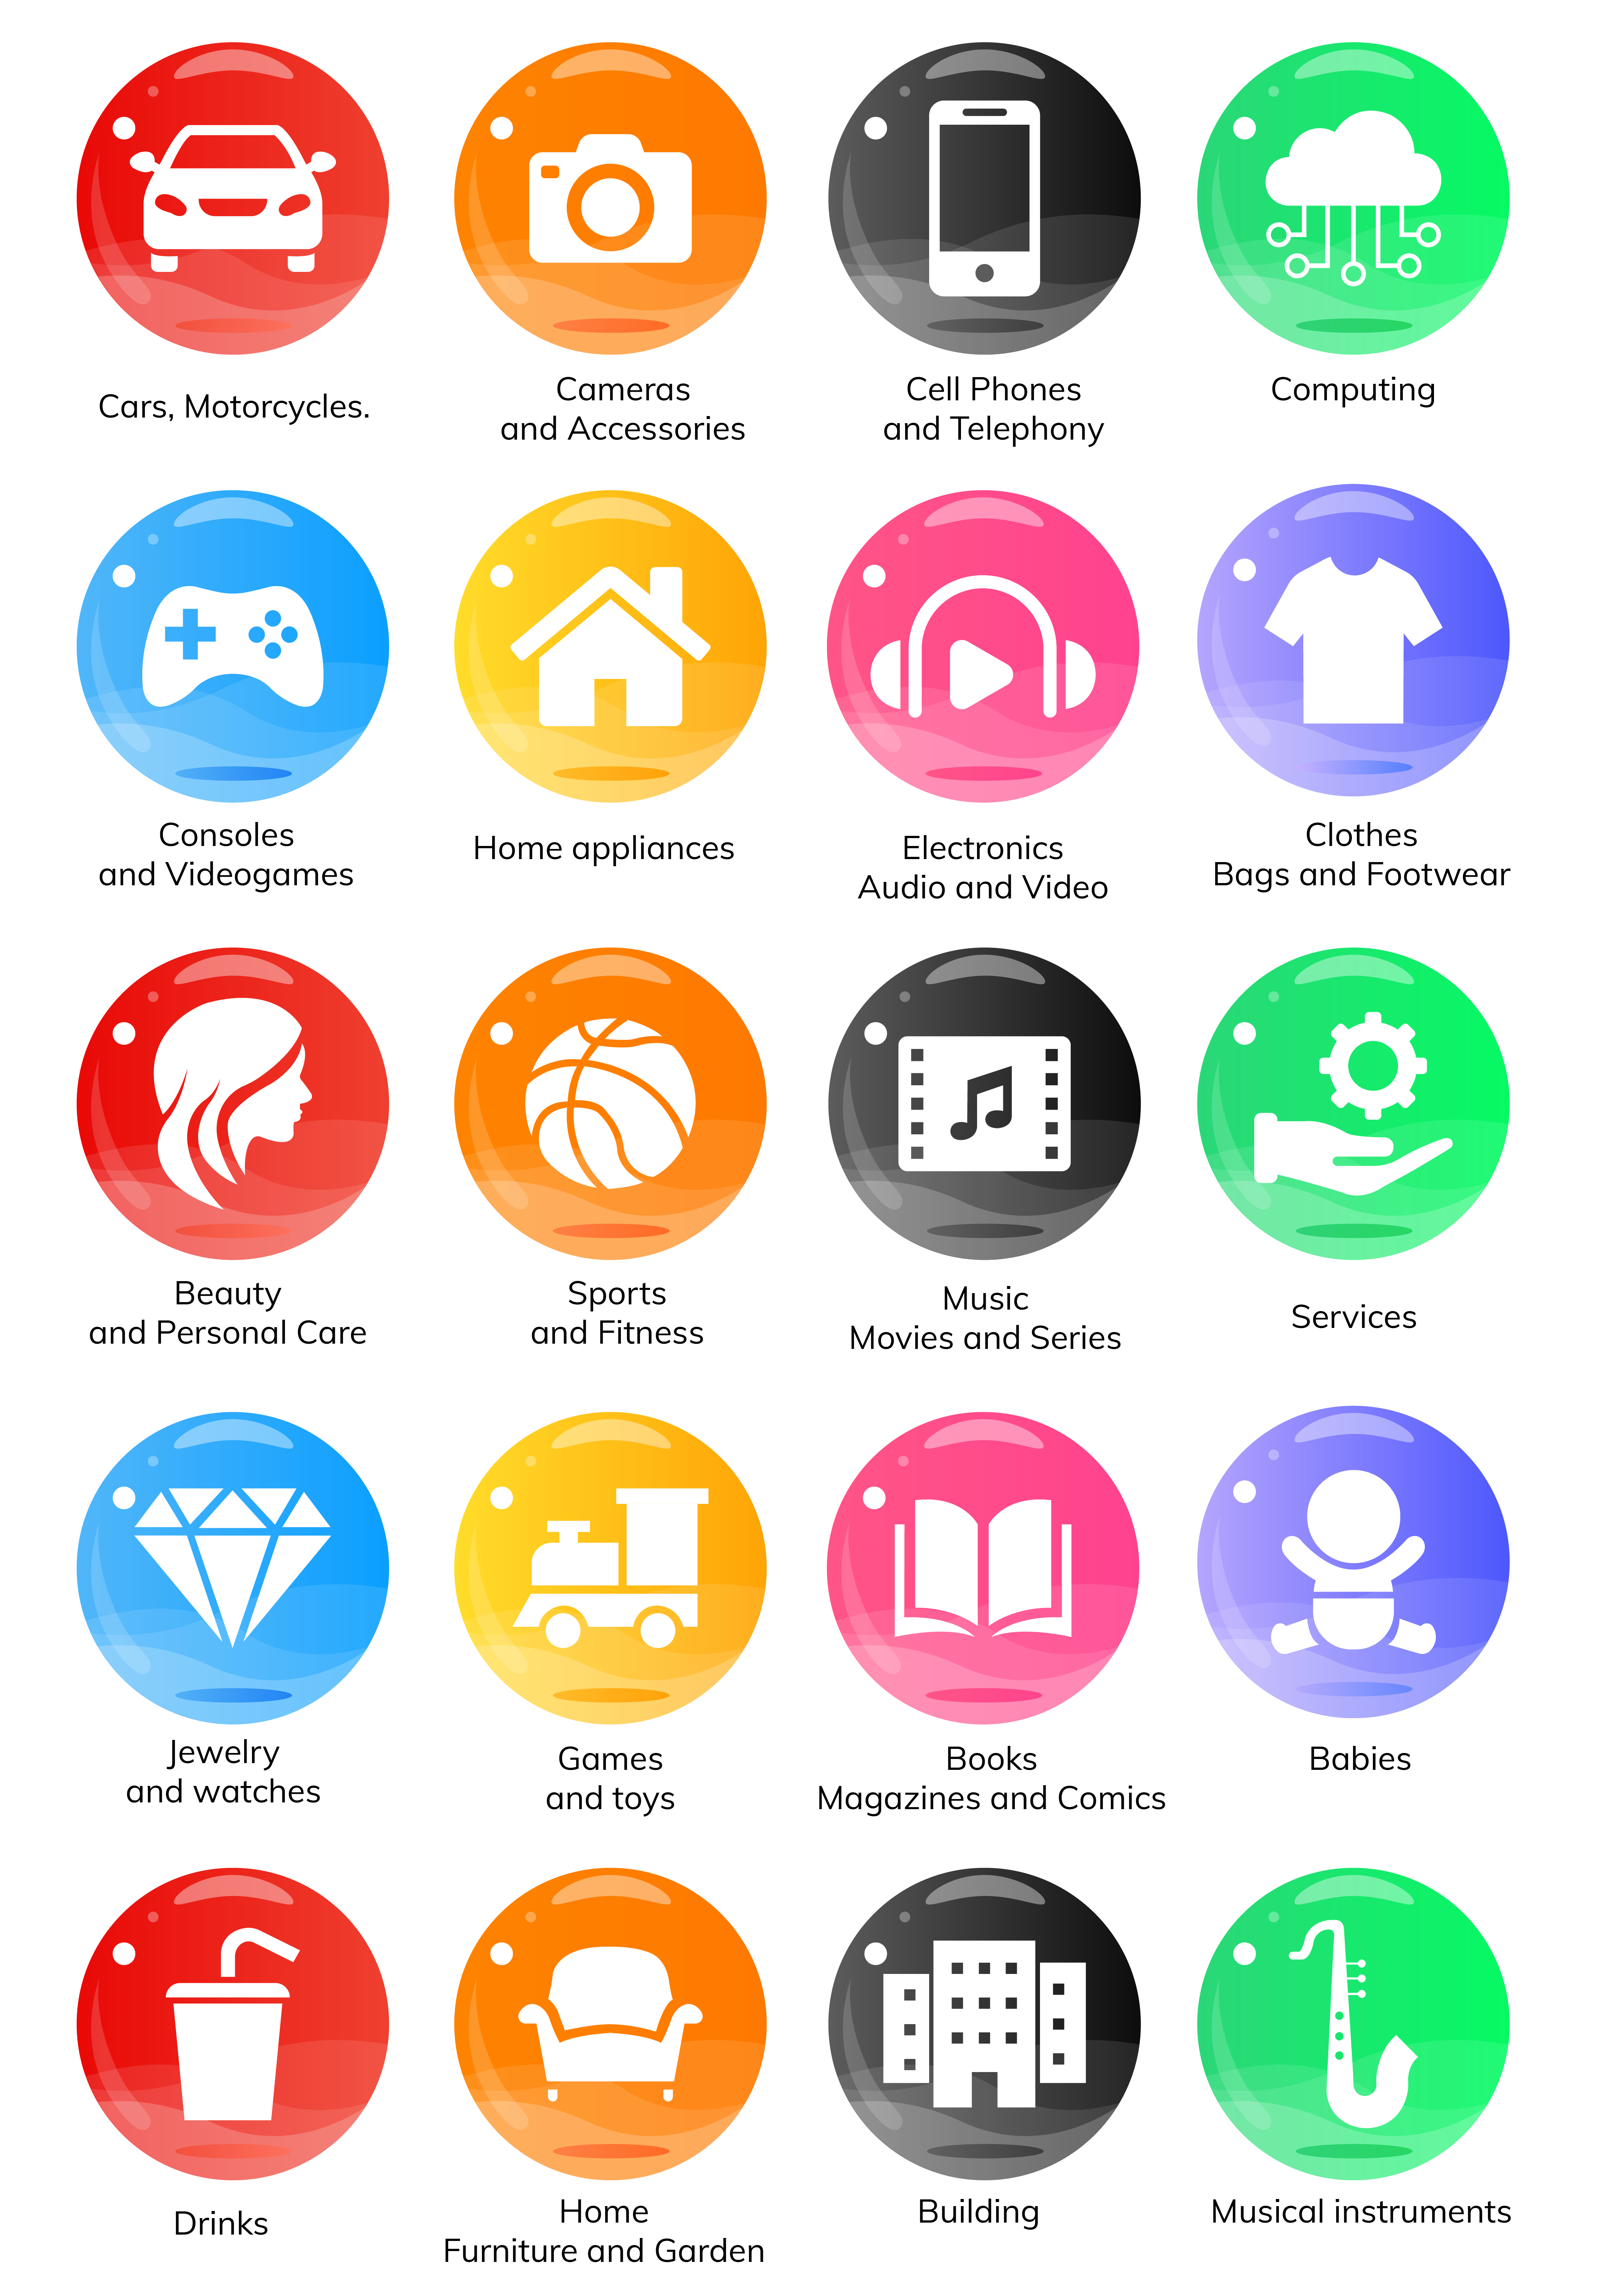 Cars, Motorcycles.
Cameras
and Accessories
Cell Phones
and Telephony
Computing
Consoles
and Videogames
Home appliances
Electronics
Audio and Video
Clothes
Bags and Footwear
Beauty
and Personal Care
Sports
and Fitness
Music
Movies and Series
Services
Jewelry
and watches
Games
and toys
Books
Magazines and Comics
Babies
Drinks
Home
Furniture and Garden
Building
Musical instruments